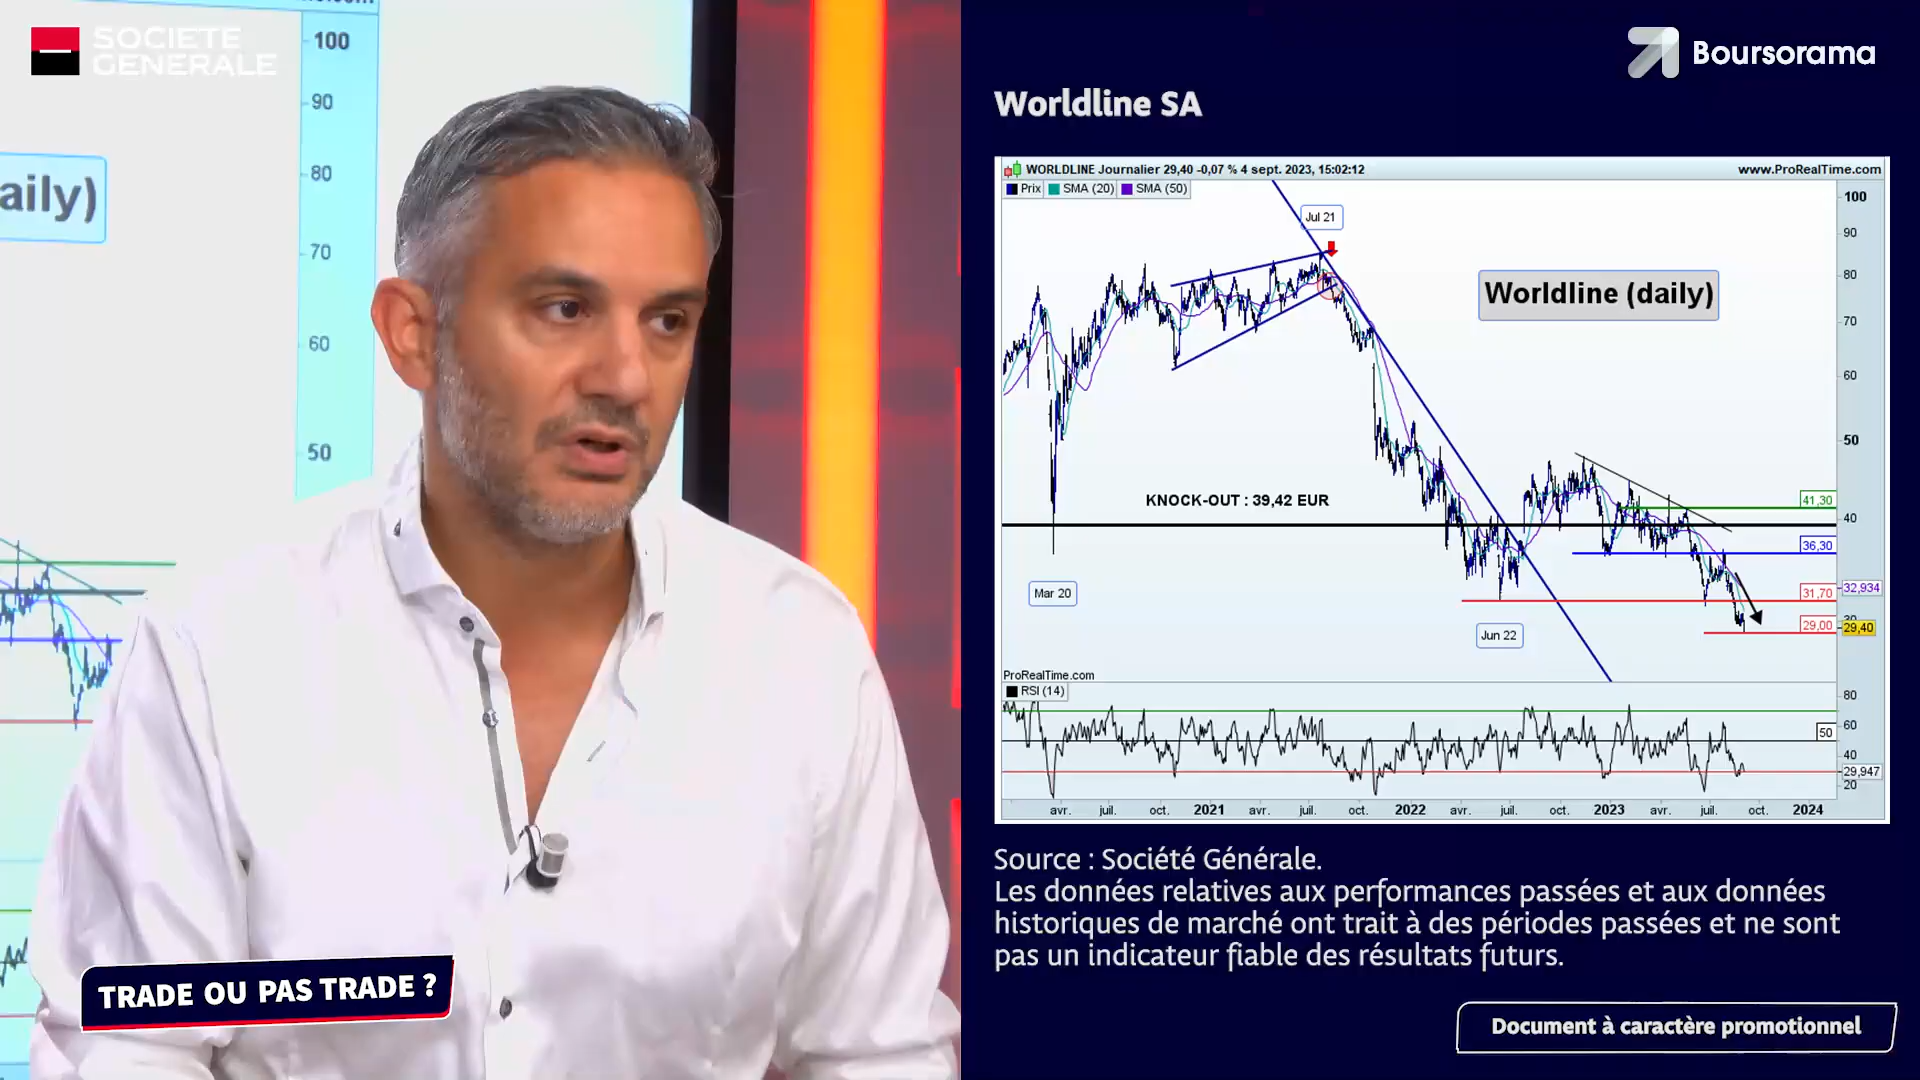 SOCIETE
GENERALE
100
90
80
70
60
50
aily)
TRADE OU PAS TRADE ?
Boursorama
Worldline SA
WORLDLINE Journalier 29,40 -0,07 % 4 sept. 2023, 15:02:12
www.ProRealTime.com
Prix SMA (20) SMA (50)
Jul 21
Worldline (daily)
KNOCK-OUT : 39,42 EUR
Mar 20
Jun 22
100
90
80
70
60
50
41,30
40
36,30
32,934
31,70
29,00
29,40
ProRealTime.com
RSI (14)
80
60
50
40
29,947
20
avr. juil. oct. 2021 avr. juil. oct. 2022 avr. juil. oct. 2023 avr. juil. oct. 2024
Source : Société Générale.
Les données relatives aux performances passées et aux données
historiques de marché ont trait à des périodes passées et ne sont
pas un indicateur fiable des résultats futurs.
Document à caractère promotionnel